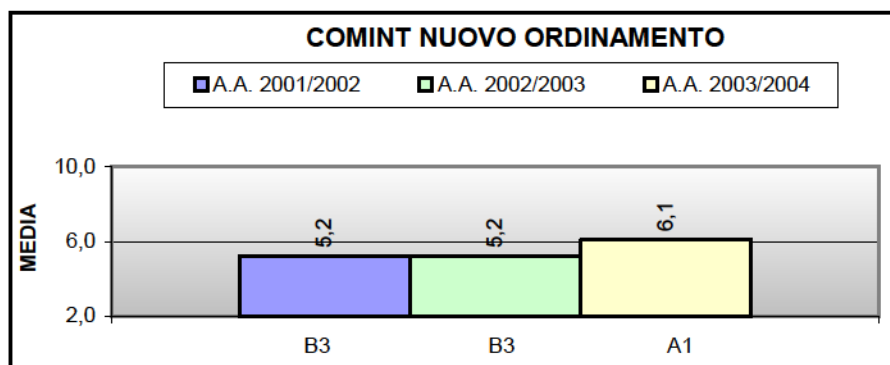 COMINT NUOVO ORDINAMENTO
A.A. 2001/2002 A.A. 2002/2003 A.A. 2003/2004
MEDIA
10,0
6,0
2,0
5,2 5,2 6,1
B3 B3 A1